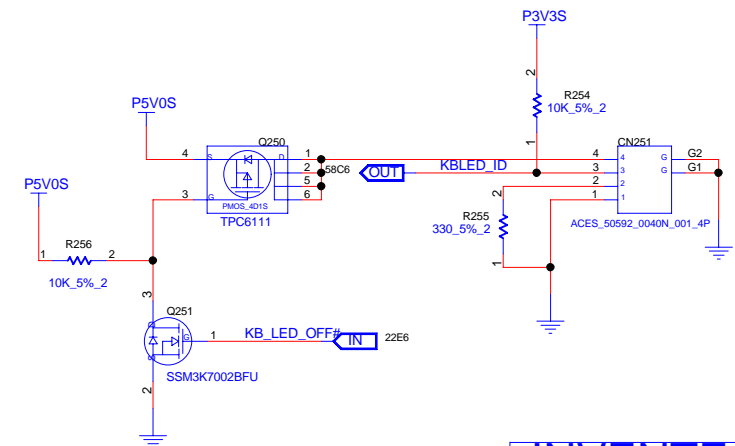 P3V3S
2
R254
10K_5%_2
1
P5V0S
Q250
4
S
D
1
2
5
6
58C6
OUT
KBLED_ID
CN251
4
4
3
3
2
2
1
1
G
G2
G
G1
P5V0S
3
G
PMOS_4D1S
TPC6111
2
R255
330_5%_2
1
ACES_50592_0040N_001_4P
R256
1
2
10K_5%_2
3
Q251
D
G
S
1
KB_LED_OFF#
IN
22E6
SSM3K7002BFU
2